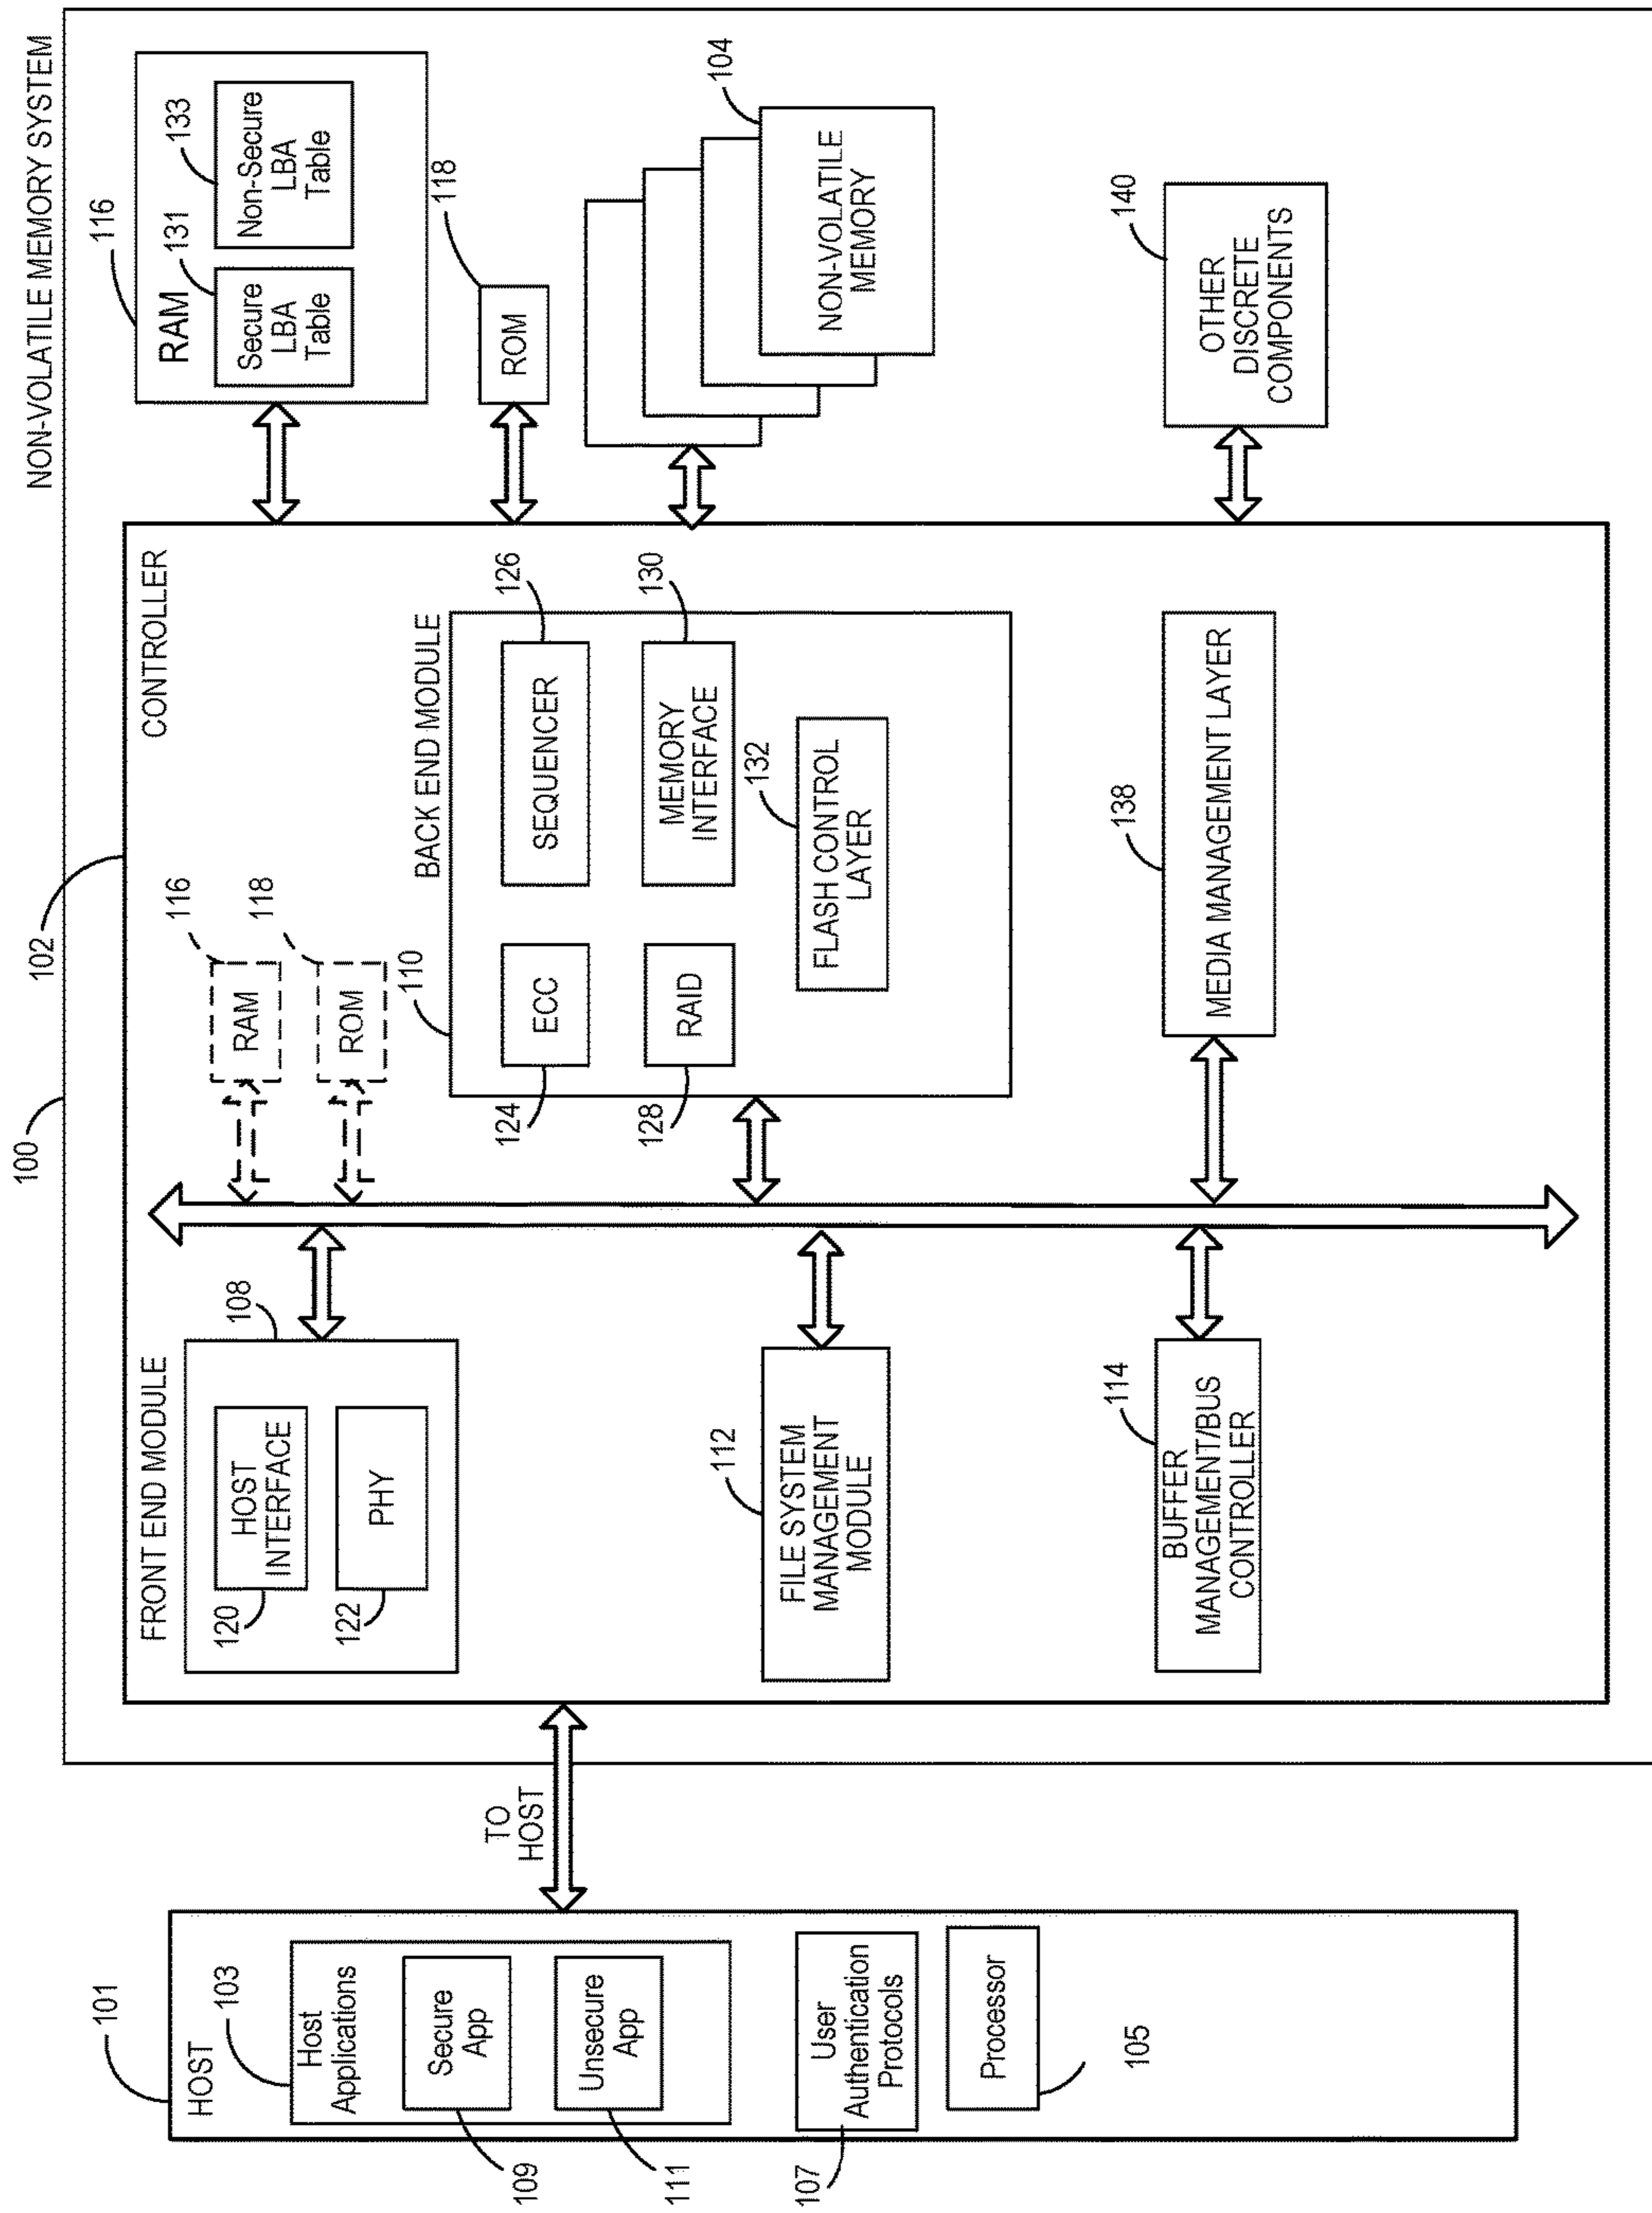 NON-VOLATILE MEMORY SYSTEM
100
102
CONTROLLER
101
HOST
103
Host
Applications
Secure
App
109
Unsecure
App
111
User
Authentication
Protocols
107
Processor
105
TO
HOST
FRONT END MODULE
108
HOST
INTERFACE
120
PHY
122
FILE SYSTEM
MANAGEMENT
MODULE
112
BUFFER
MANAGEMENT/BUS
CONTROLLER
114
RAM
116
ROM
118
BACK END MODULE
110
ECC
124
SEQUENCER
126
RAID
128
MEMORY
INTERFACE
130
FLASH CONTROL
LAYER
132
MEDIA MANAGEMENT LAYER
138
116
RAM
131
Secure
LBA
Table
133
Non-Secure
LBA
Table
ROM
118
NON-VOLATILE
MEMORY
104
OTHER
DISCRETE
COMPONENTS
140